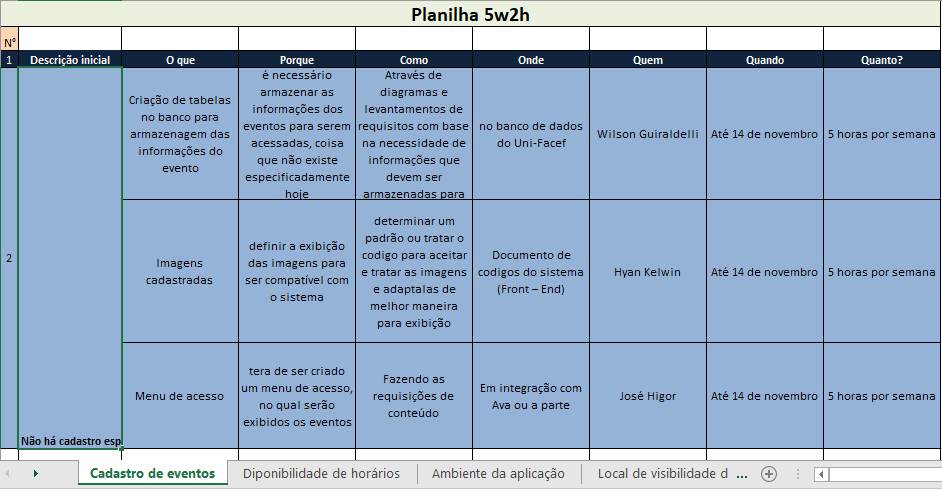 Planilha 5w2h
N°
1 Descrição inicial O que Porque Como Onde Quem Quando Quanto?
2
Não há cadastro esp
Criação de tabelas
no banco para
armazenagem das
informações do
evento
é necessário
armazenar as
informações dos
eventos para serem
acessadas, coisa
que não existe
especificadamente
hoje
Através de
diagramas e
levantamentos de
requisitos com base
na necessidade de
informações que
devem ser
armazenadas para
no banco de dados
do Uni-Facef
Wilson Guiraldelli
Até 14 de novembro
5 horas por semana
Imagens
cadastradas
definir a exibição
das imagens para
ser compatível com
o sistema
determinar um
padrão ou tratar o
codigo para aceitar
e tratar as imagens
e adaptalas de
melhor maneira
para exibição
Documento de
codigos do sistema
(Front – End)
Hyan Kelwin
Até 14 de novembro
5 horas por semana
Menu de acesso
tera de ser criado
um menu de acesso,
no qual serão
exibidos os eventos
Fazendo as
requisições de
conteúdo
Em integração com
Ava ou a parte
José Higor
Até 14 de novembro
5 horas por semana
Cadastro de eventos Diponibilidade de horários Ambiente da aplicação Local de visibilidade d ...